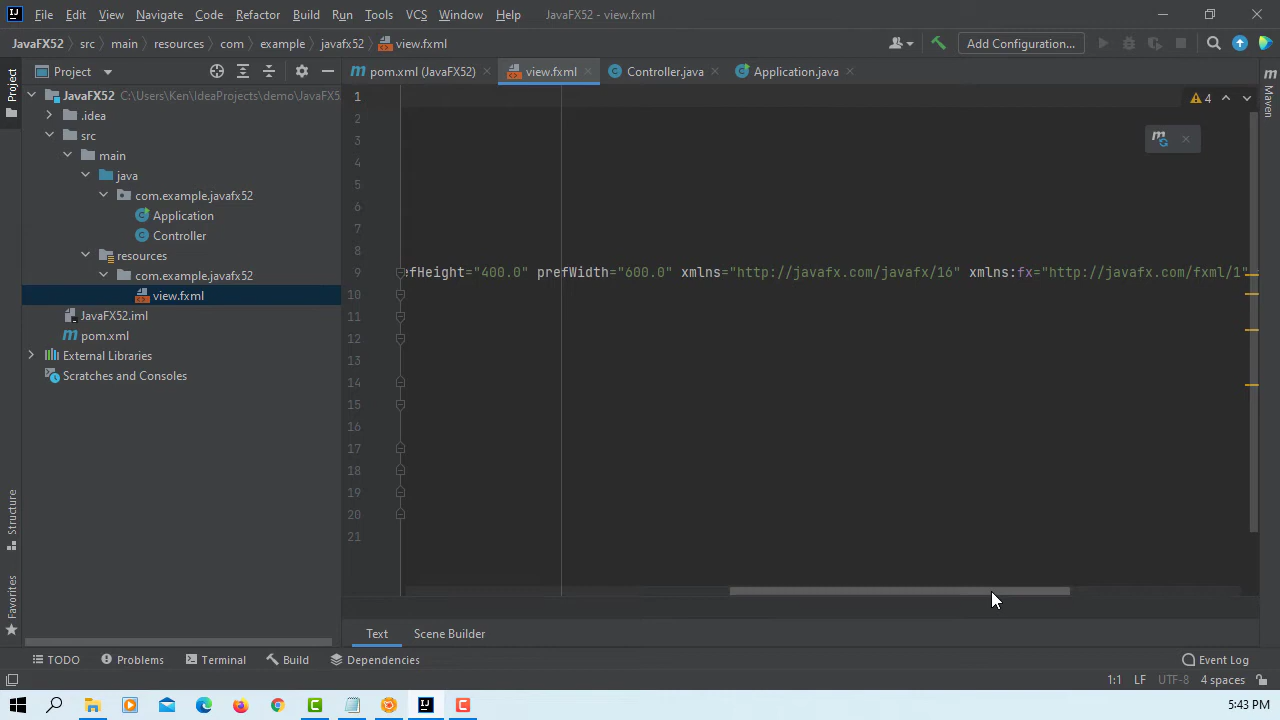 File Edit View Navigate Code Refactor Build Run Tools VCS Window Help JavaFX52 - view.fxml
JavaFX52 src main resources com example javafx52 view.fxml Add Configuration...
Project
Project pom.xml (JavaFX52) view.fxml Controller.java Application.java
JavaFX52 C:\Users\Ken\IdeaProjects\demo\JavaFX5
.idea
src
main
java
com.example.javafx52
Application
Controller
resources
com.example.javafx52
view.fxml
JavaFX52.iml
pom.xml
External Libraries
Scratches and Consoles
1
2
3
4
5
6
7
8
9 efHeight="400.0" prefWidth="600.0" xmlns="http://javafx.com/javafx/16" xmlns:fx="http://javafx.com/fxml/1"
10
11
12
13
14
15
16
17
18
19
20
21
4
Maven
Structure
Favorites
Text Scene Builder
TODO Problems Terminal Build Dependencies Event Log
1:1 LF UTF-8 4 spaces
5:43 PM